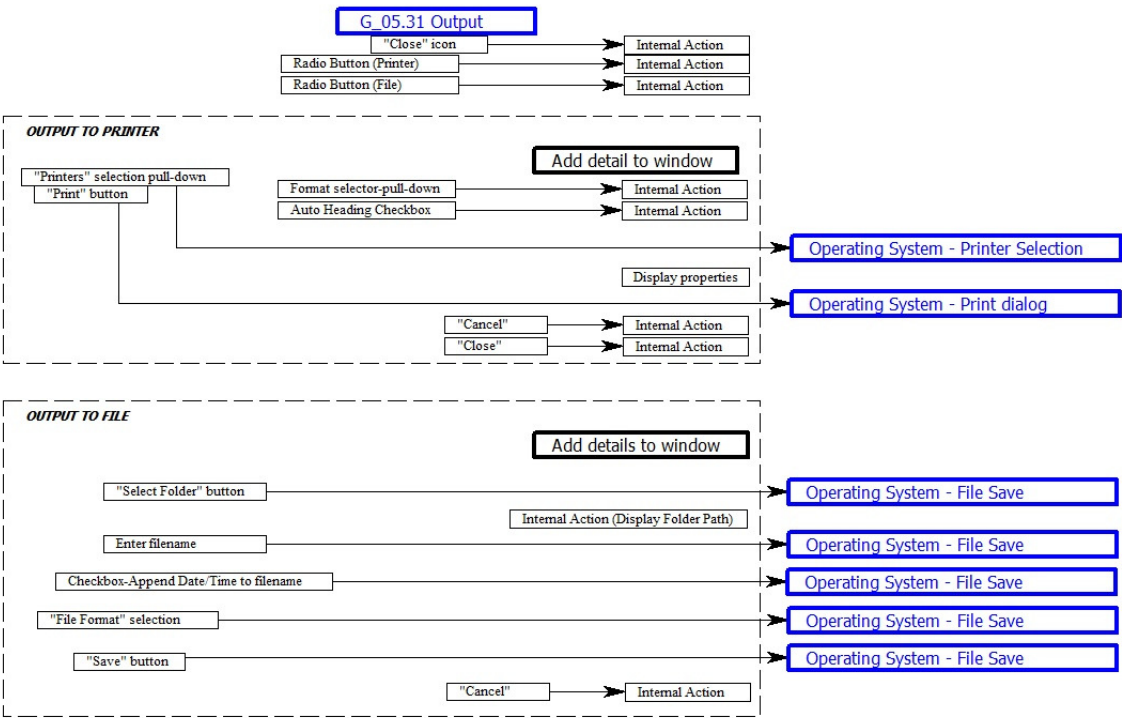 G_05.31 Output
"Close" icon
Internal Action
Radio Button (Printer)
Internal Action
Radio Button (File)
Internal Action
OUTPUT TO PRINTER
Add detail to window
"Printers" selection pull-down
"Print" button
Format selector-pull-down
Internal Action
Auto Heading Checkbox
Internal Action
Operating System - Printer Selection
Display properties
Operating System - Print dialog
"Cancel"
Internal Action
"Close"
Internal Action
OUTPUT TO FILE
Add details to window
"Select Folder" button
Operating System - File Save
Internal Action (Display Folder Path)
Enter filename
Operating System - File Save
Checkbox-Append Date/Time to filename
Operating System - File Save
"File Format" selection
Operating System - File Save
"Save" button
Operating System - File Save
"Cancel"
Internal Action